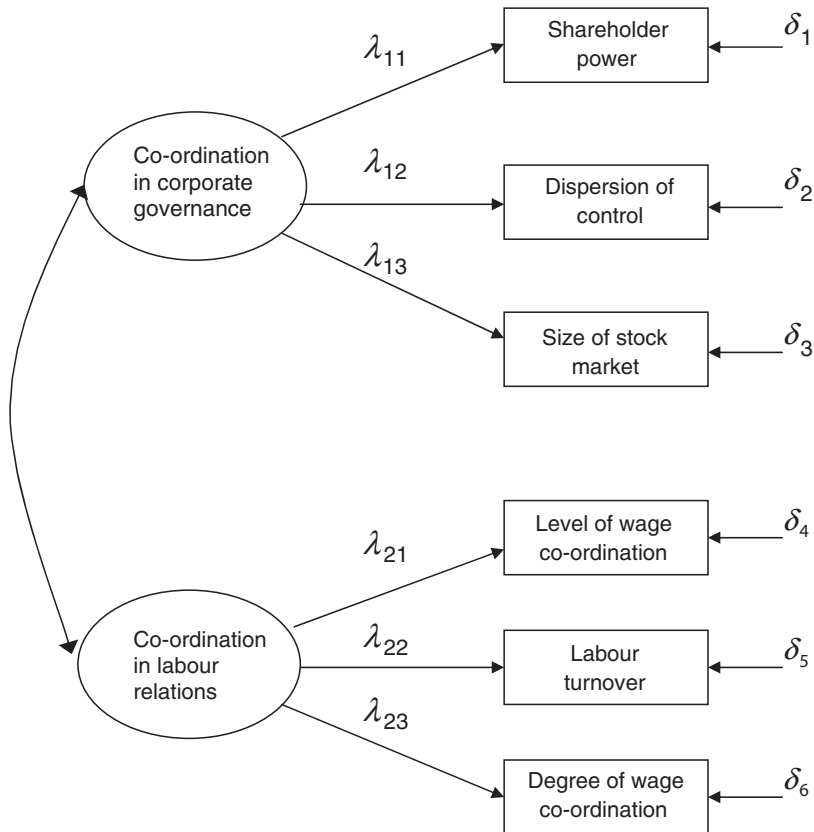 Shareholder
power
δ1
λ11
Co-ordination
in corporate
governance
λ12
Dispersion of
control
δ2
λ13
Size of stock
market
δ3
Level of wage
co-ordination
δ4
λ21
Co-ordination
in labour
relations
λ22
Labour
turnover
δ5
λ23
Degree of wage
co-ordination
δ6